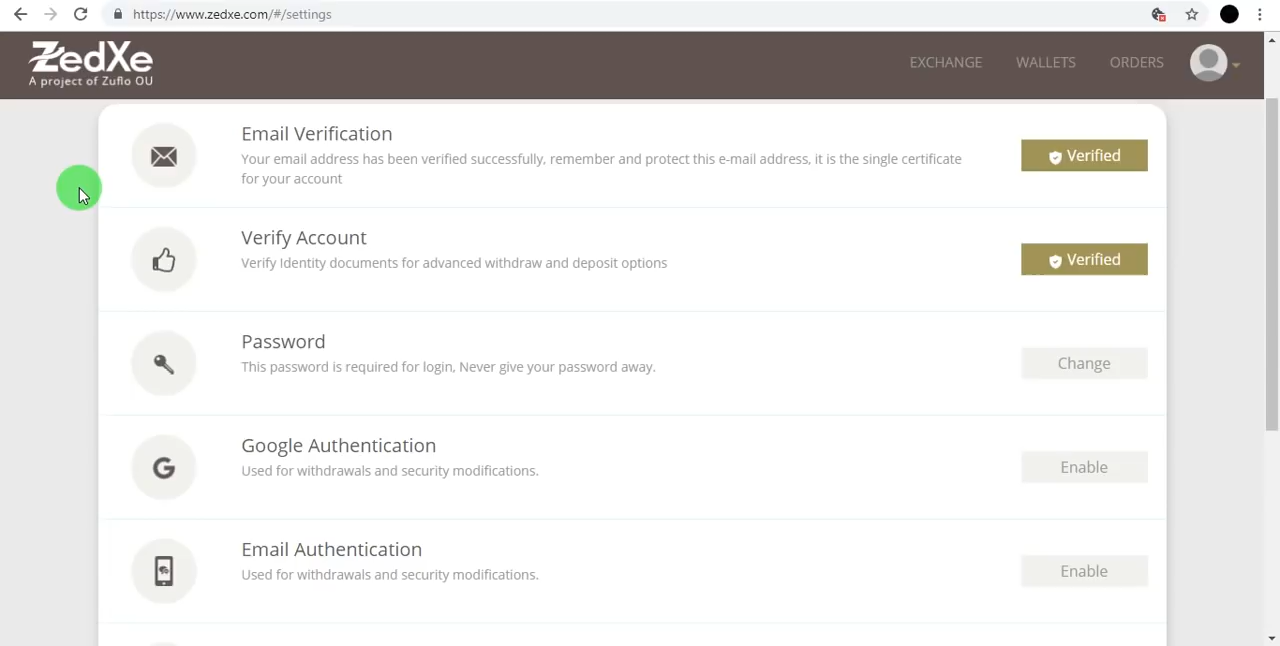 https://www.zedxe.com/#/settings
ZedXe
A project of Zuflo OU
EXCHANGE WALLETS ORDERS
Email Verification
Your email address has been verified successfully, remember and protect this e-mail address, it is the single certificate
for your account
Verified
Verify Account
Verify Identity documents for advanced withdraw and deposit options
Verified
Password
This password is required for login, Never give your password away.
Change
Google Authentication
Used for withdrawals and security modifications.
Enable
Email Authentication
Used for withdrawals and security modifications.
Enable